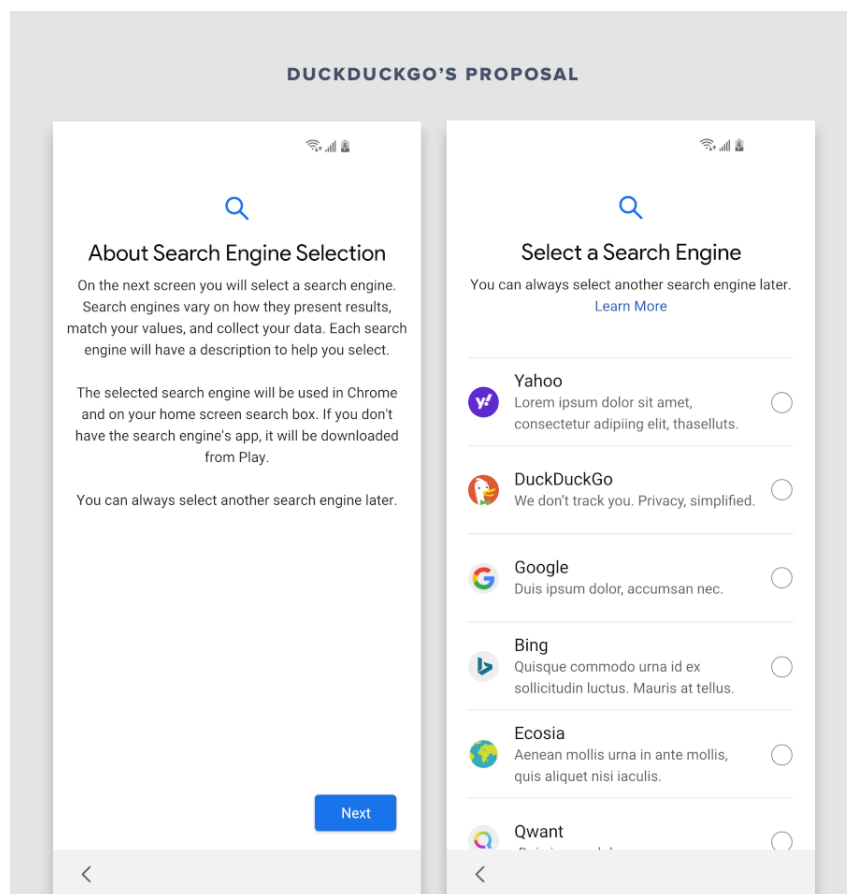 DUCKDUCKGO’S PROPOSAL
About Search Engine Selection
On the next screen you will select a search engine.
Search engines vary on how they present results,
match your values, and collect your data. Each search
engine will have a description to help you select.
The selected search engine will be used in Chrome
and on your home screen search box. If you don't
have the search engine's app, it will be downloaded
from Play.
You can always select another search engine later.
Next
Select a Search Engine
You can always select another search engine later.
Learn More
Yahoo
Lorem ipsum dolor sit amet,
consectetur adipiing elit, thaselluts.
DuckDuckGo
We don't track you. Privacy, simplified.
Google
Duis ipsum dolor, accumsan nec.
Bing
Quisque commodo urna id ex
sollicitudin luctus. Mauris at tellus.
Ecosia
Aenean mollis urna in ante mollis,
quis aliquet nisi iaculis.
Qwant